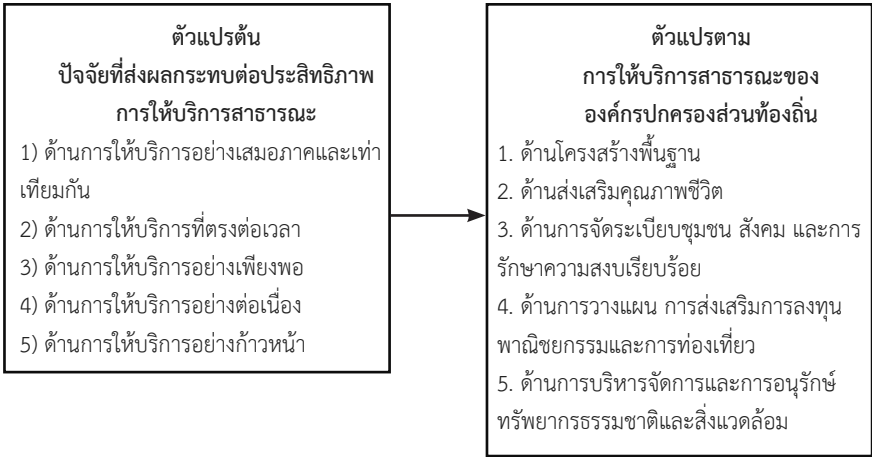 ตัวแปรต้น
ปัจจัยที่ส่งผลกระทบต่อประสิทธิภาพ
การให้บริการสาธารณะ
1) ด้านการให้บริการอย่างเสมอภาคและเท่า
เทียมกัน
2) ด้านการให้บริการที่ตรงต่อเวลา
3) ด้านการให้บริการอย่างเพียงพอ
4) ด้านการให้บริการอย่างต่อเนื่อง
5) ด้านการให้บริการอย่างก้าวหน้า
ตัวแปรตาม
การให้บริการสาธารณะของ
องค์กรปกครองส่วนท้องถิ่น
1. ด้านโครงสร้างพื้นฐาน
2. ด้านส่งเสริมคุณภาพชีวิต
3. ด้านการจัดระเบียบชุมชน สังคม และการ
รักษาความสงบเรียบร้อย
4. ด้านการวางแผน การส่งเสริมการลงทุน
พาณิชยกรรมและการท่องเที่ยว
5. ด้านการบริหารจัดการและการอนุรักษ์
ทรัพยากรธรรมชาติและสิ่งแวดล้อม